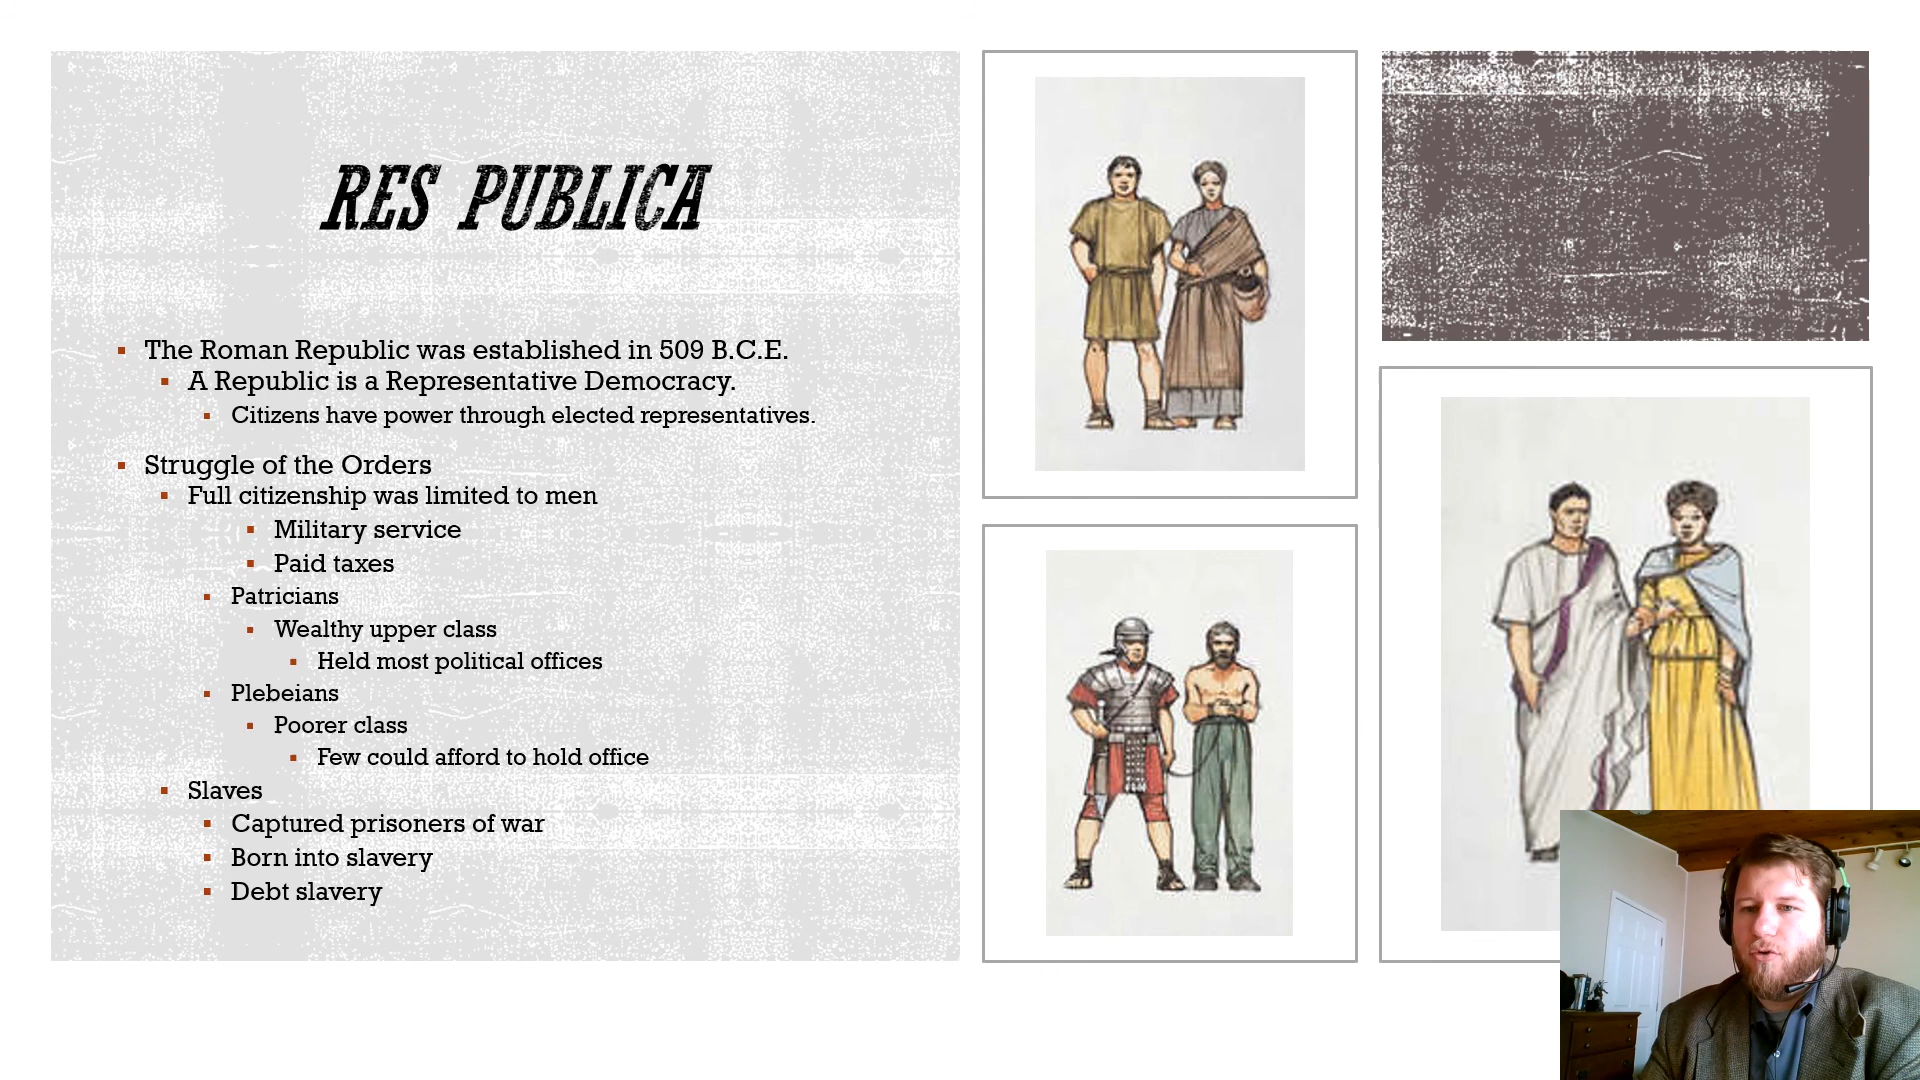 RES PUBLICA
The Roman Republic was established in 509 B.C.E.
A Republic is a Representative Democracy.
Citizens have power through elected representatives.
Struggle of the Orders
Full citizenship was limited to men
Military service
Paid taxes
Patricians
Wealthy upper class
Held most political offices
Plebeians
Poorer class
Few could afford to hold office
Slaves
Captured prisoners of war
Born into slavery
Debt slavery